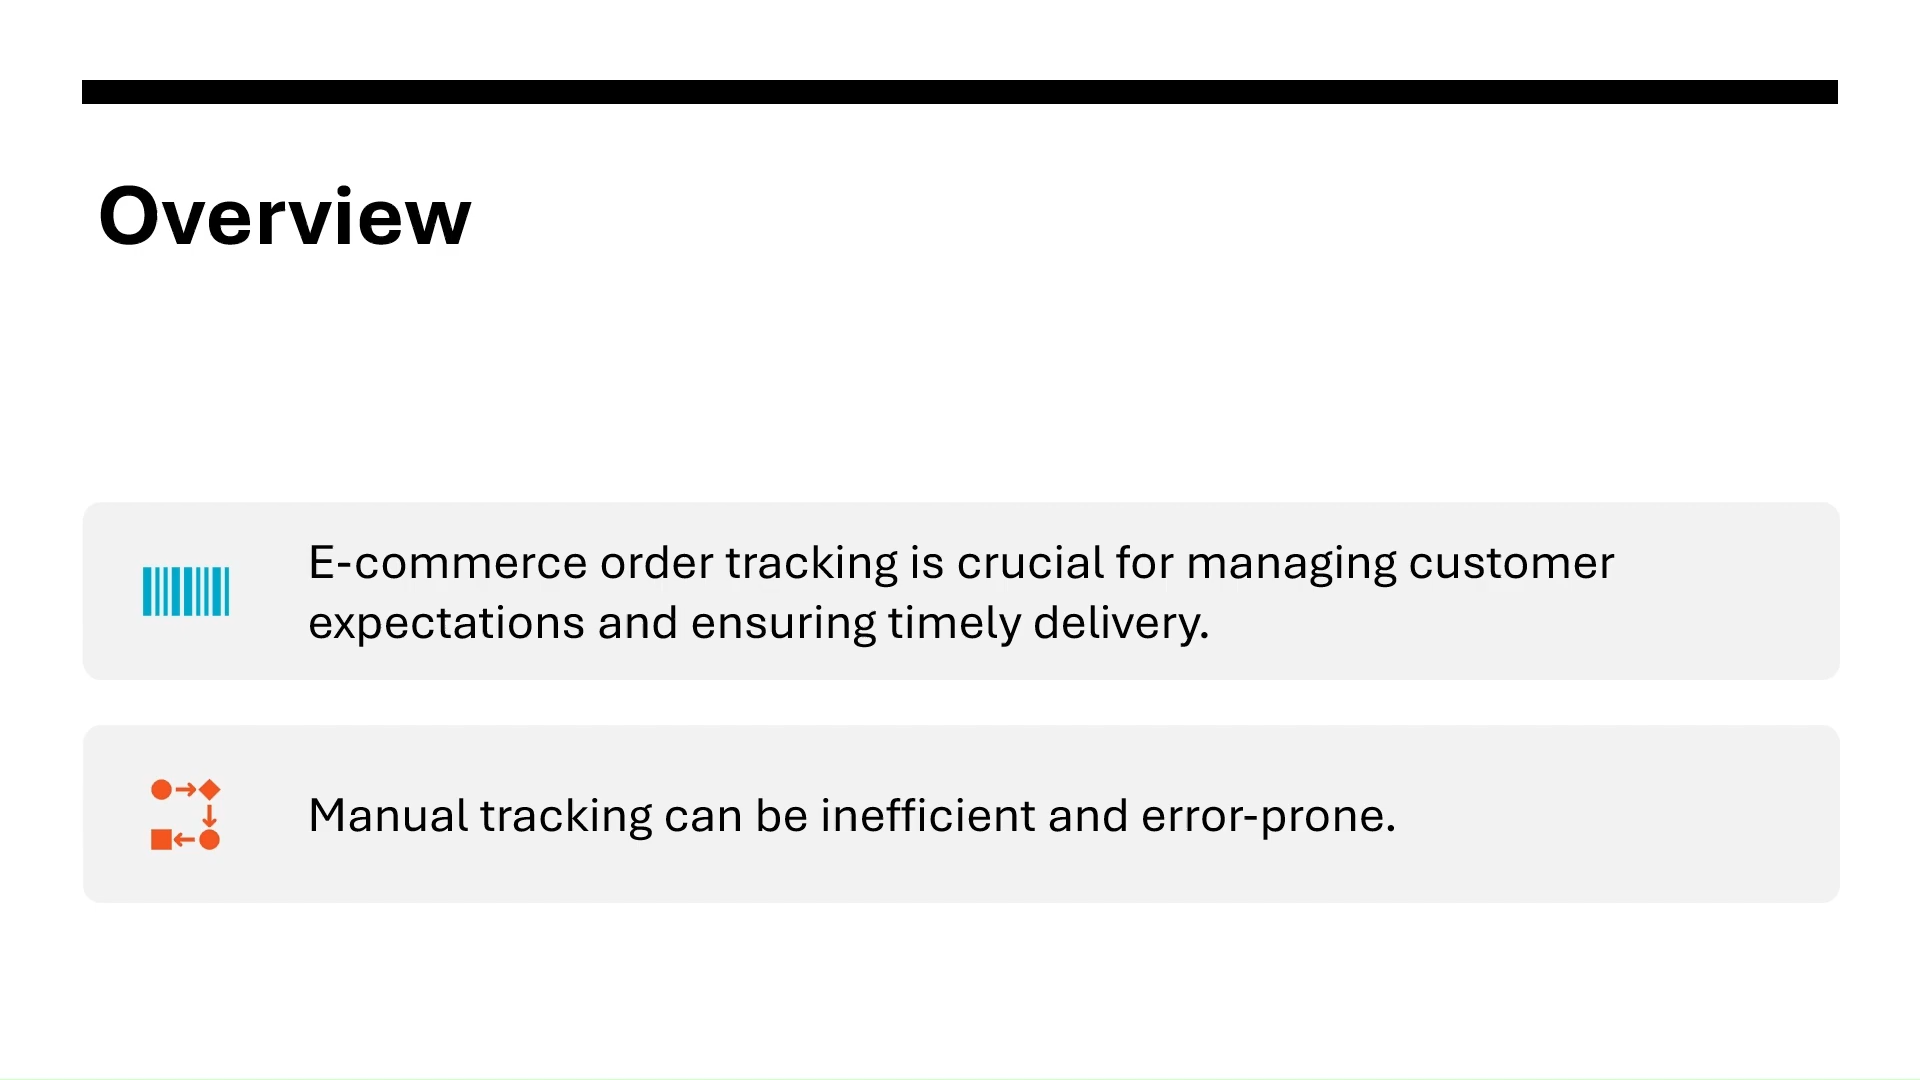 Overview
E-commerce order tracking is crucial for managing customer
expectations and ensuring timely delivery.
Manual tracking can be inefficient and error-prone.